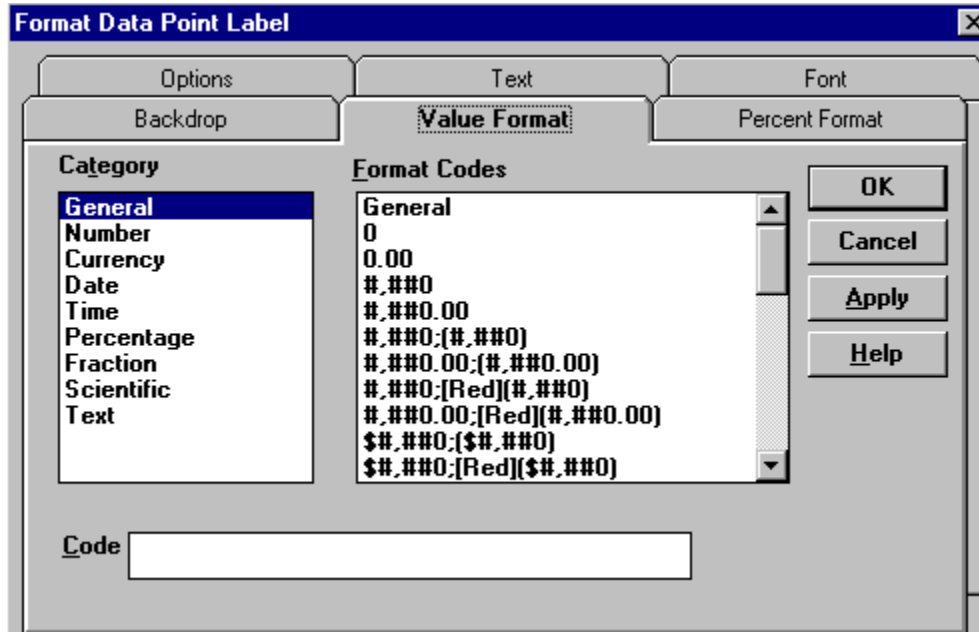 Format Data Point Label
Options Text Font
Backdrop Value Format Percent Format
Category
General
Number
Currency
Date
Time
Percentage
Fraction
Scientific
Text
Format Codes
General
0
0.00
#,##0
#,##0.00
#,##0;(#,##0)
#,##0.00;(#,##0.00)
#,##0;[Red](#,##0)
#,##0.00;[Red](#,##0.00)
$#,##0;($#,##0)
$#,##0;[Red]($#,##0)
OK
Cancel
Apply
Help
Code